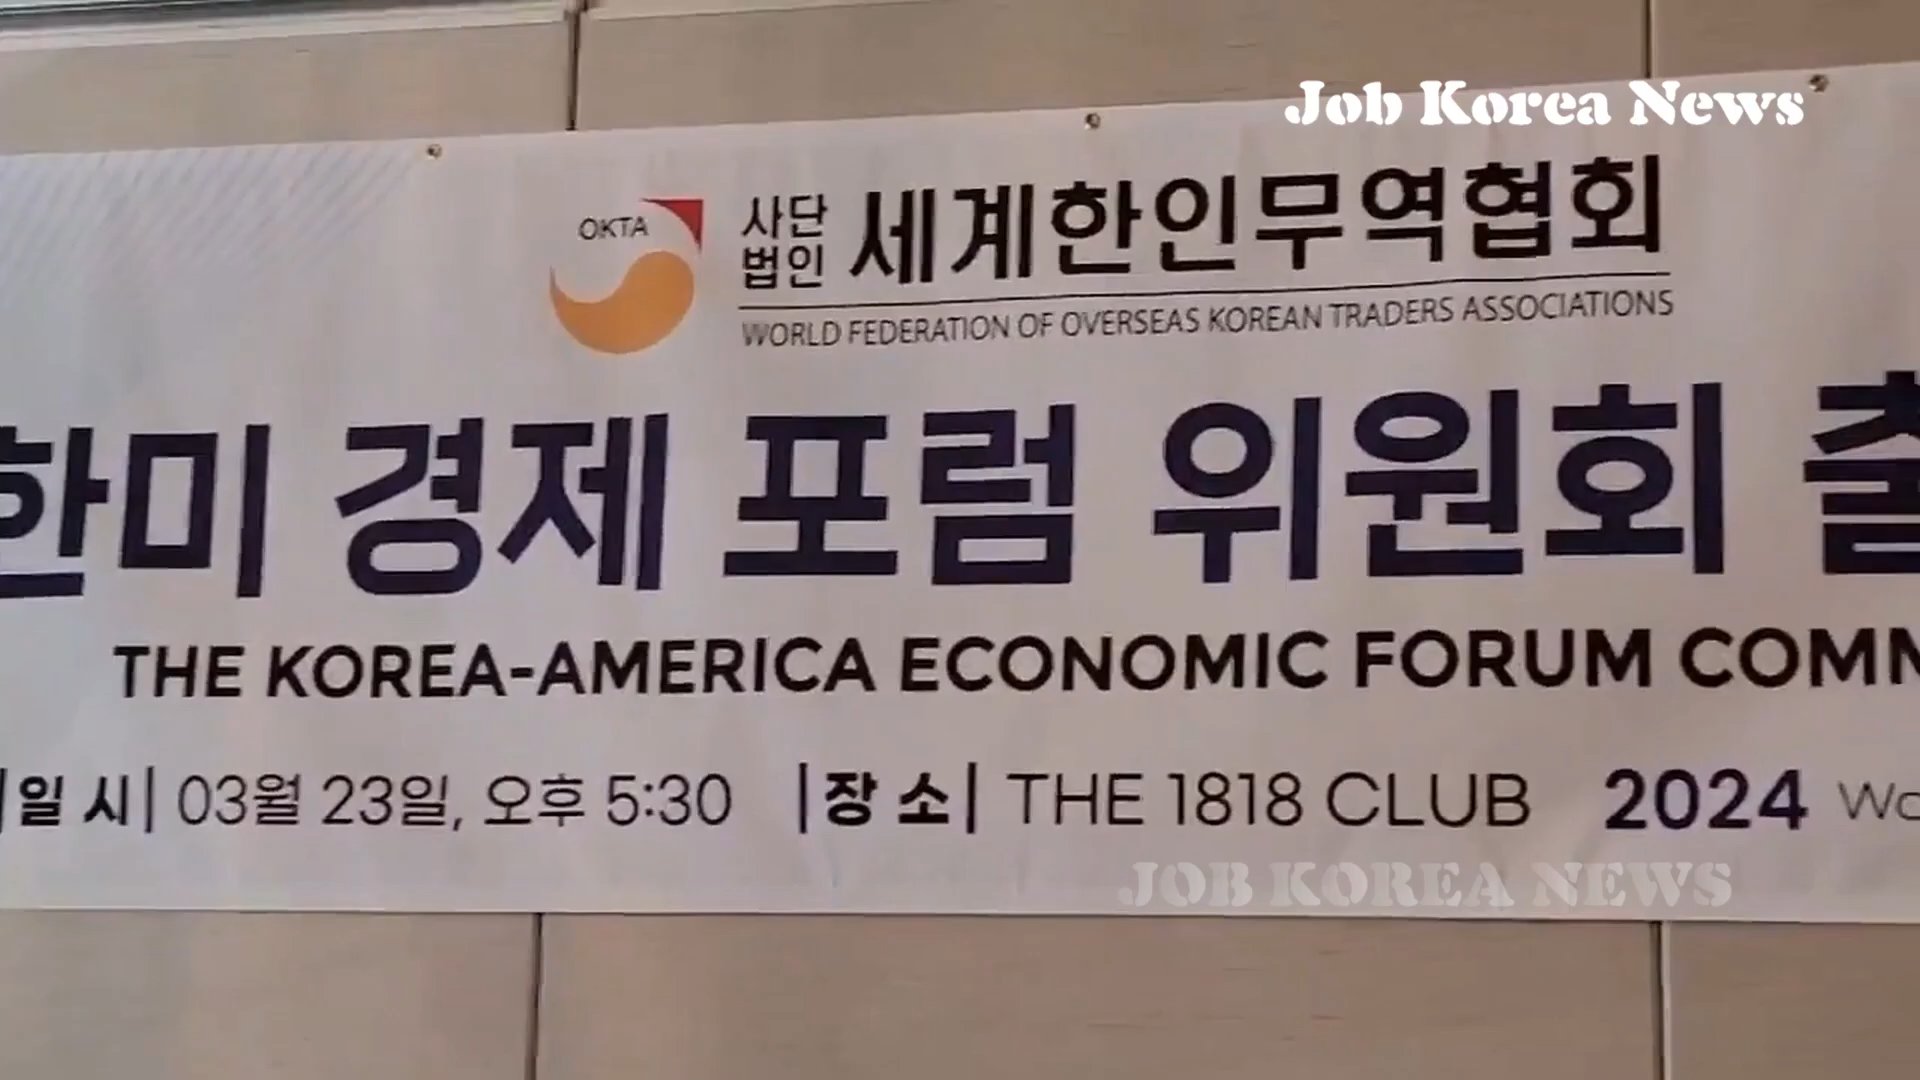 Job Korea News
OKTA
사단법인 세계한인무역협회
WORLD FEDERATION OF OVERSEAS KOREAN TRADERS ASSOCIATIONS
한미 경제 포럼 위원회
THE KOREA-AMERICA ECONOMIC FORUM COMM
|일 시| 03월 23일, 오후 5:30 |장 소| THE 1818 CLUB 2024
JOB KOREA NEWS